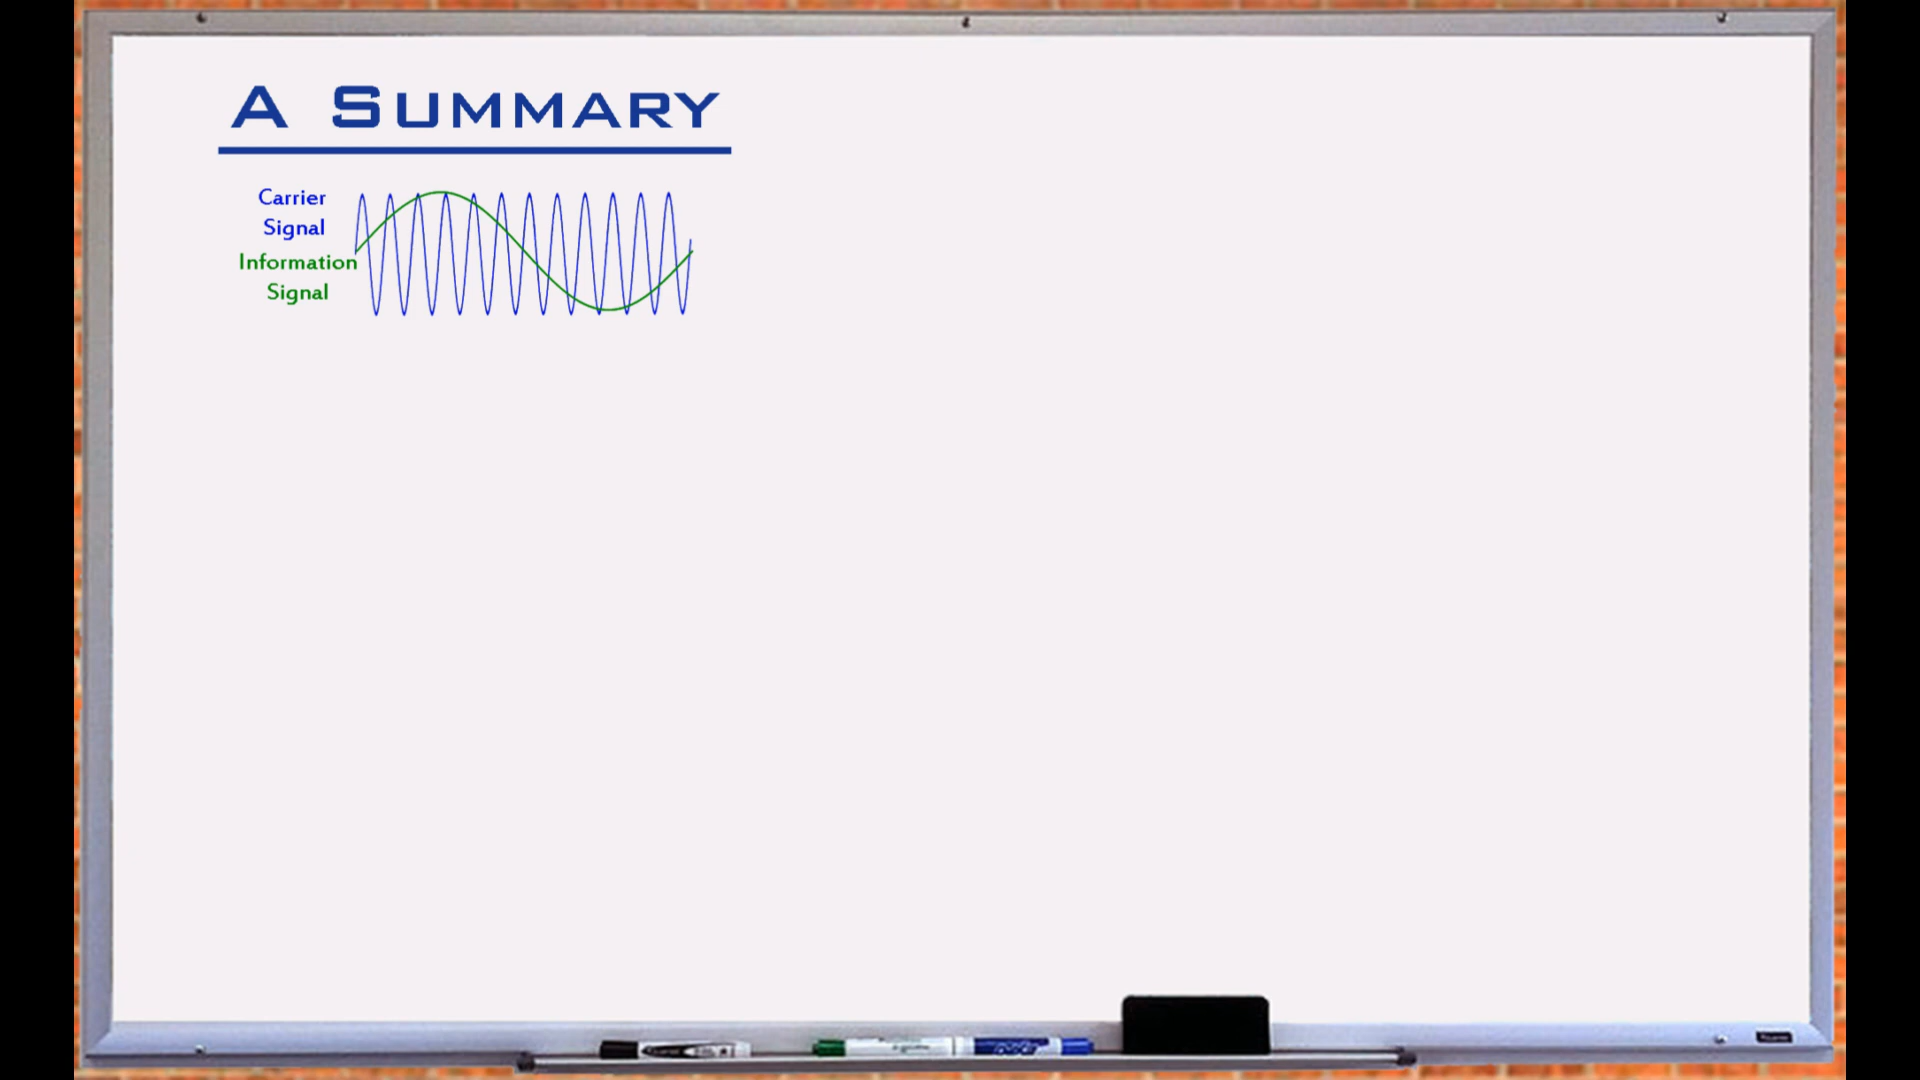 A SUMMARY
Carrier
Signal
Information
Signal